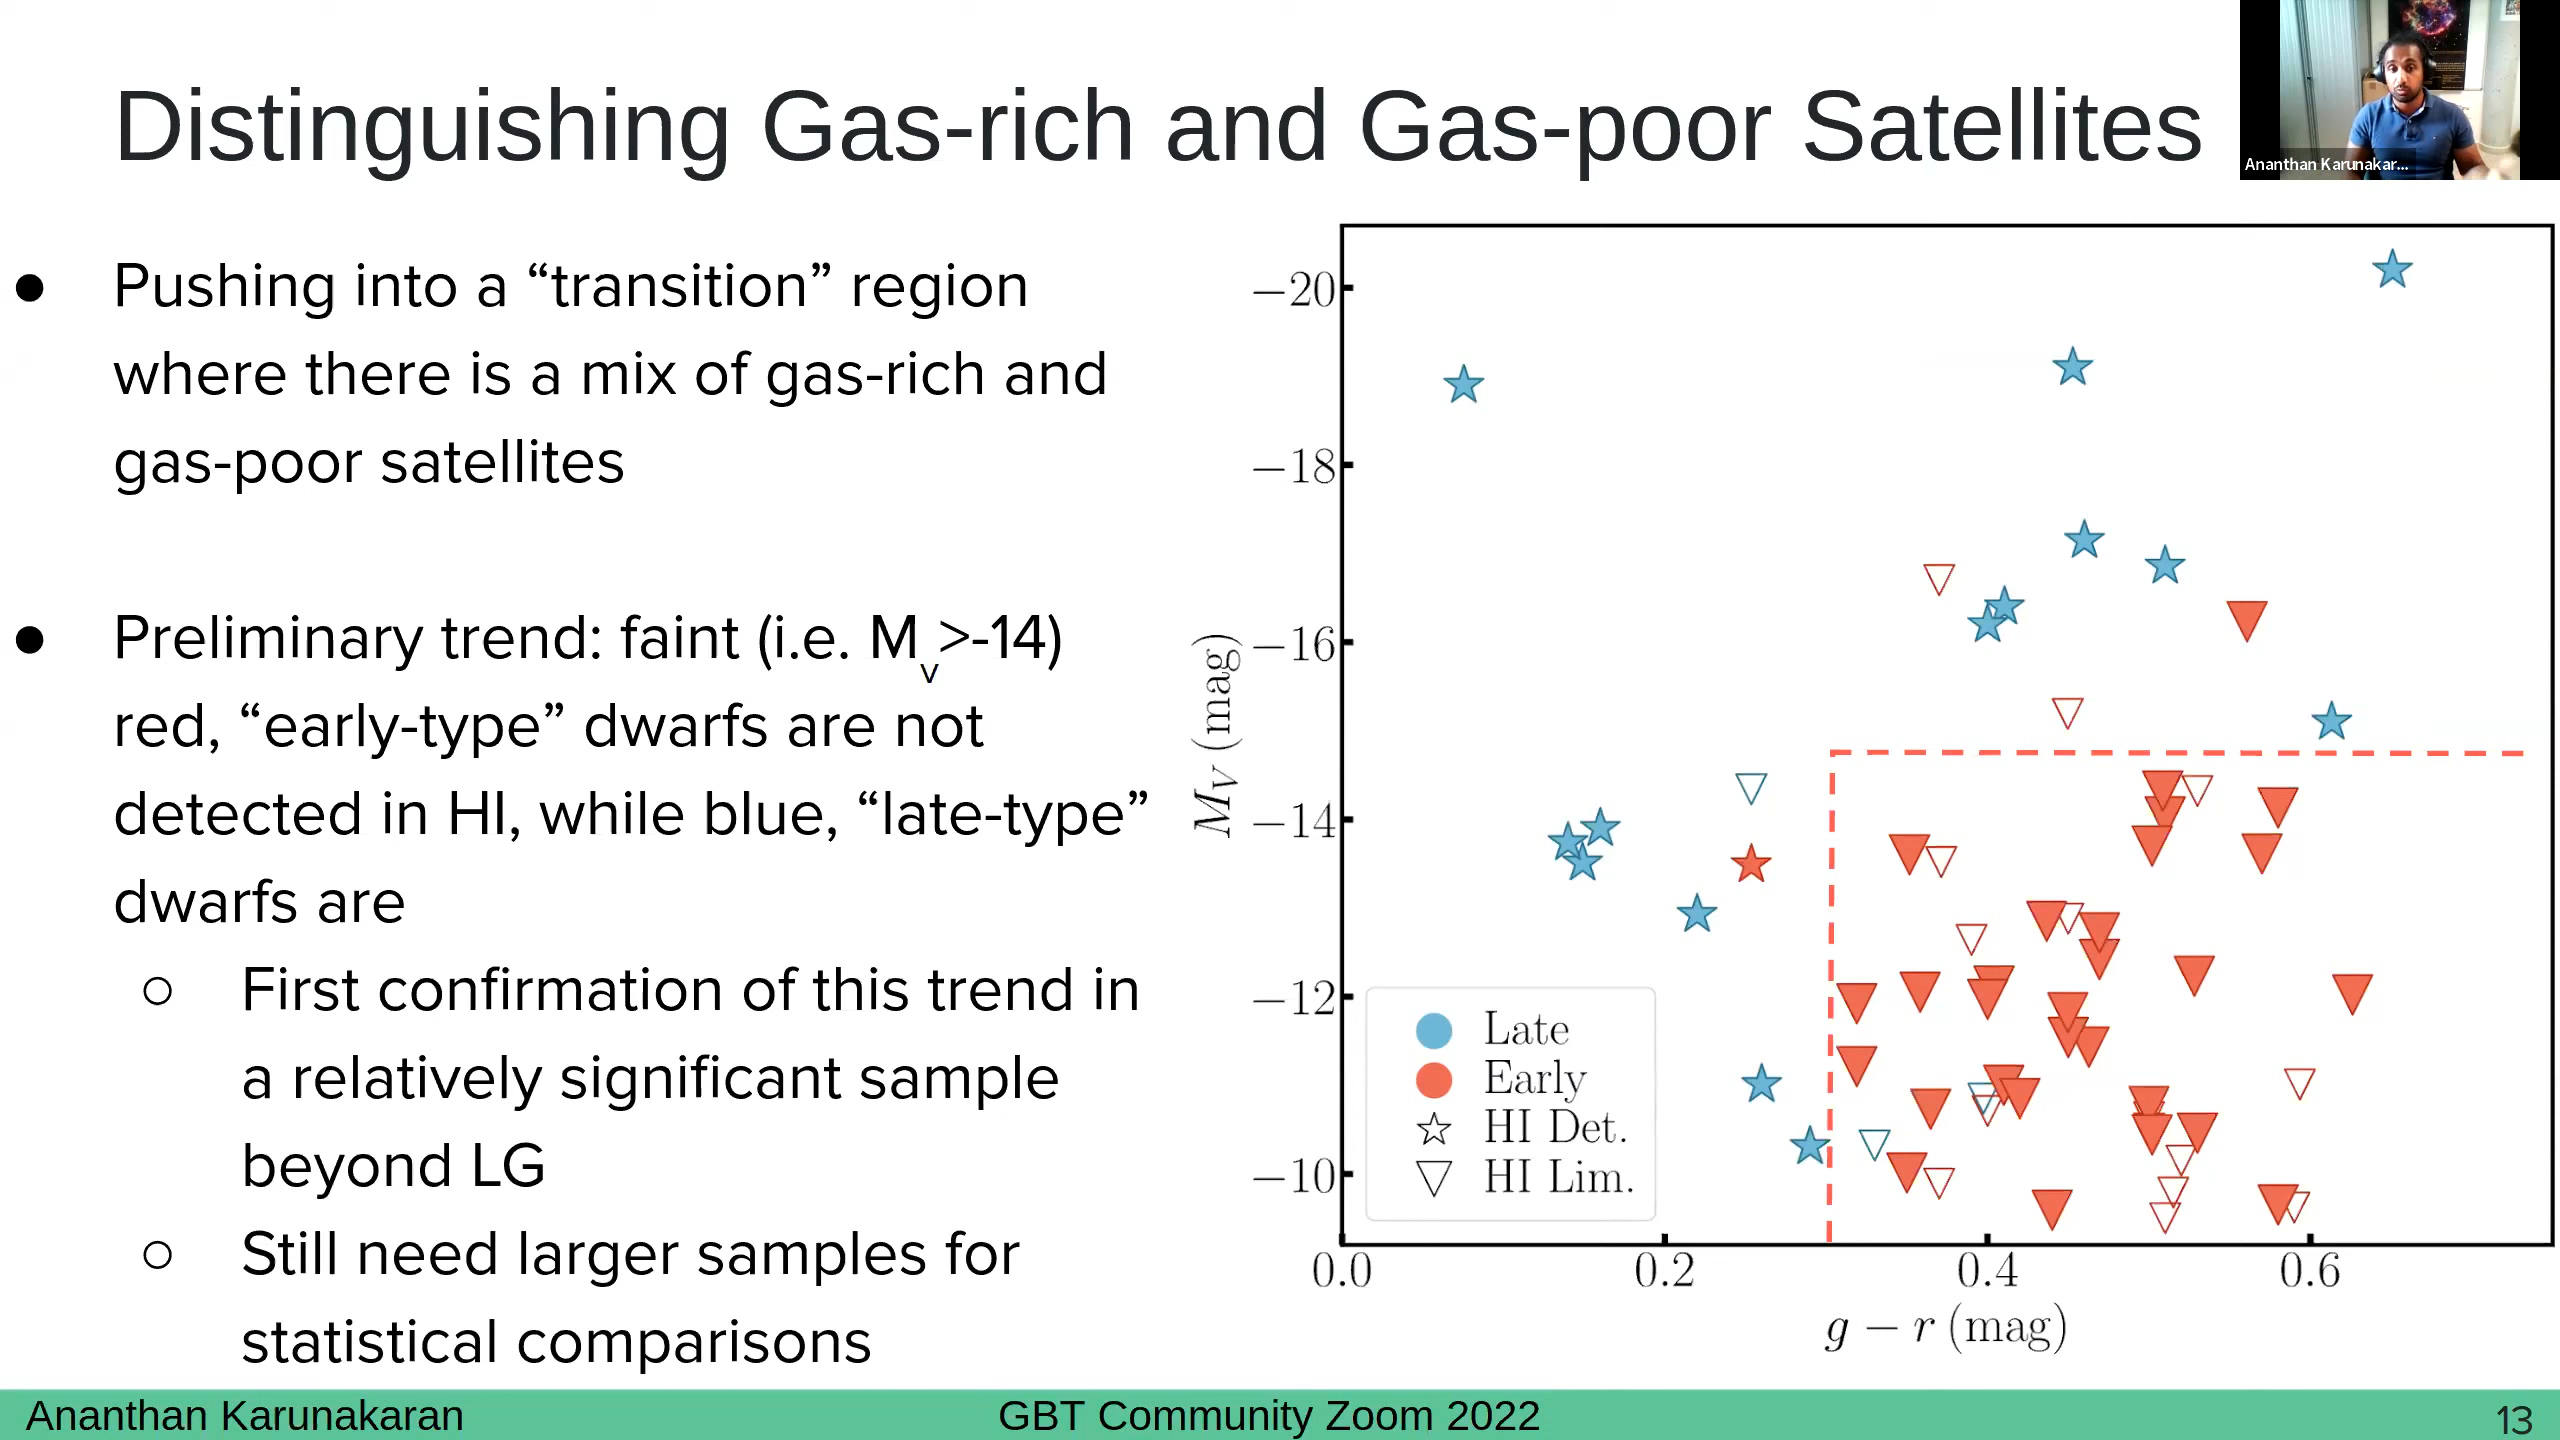 Distinguishing Gas-rich and Gas-poor Satellites
Ananthan Karunakar...
● Pushing into a “transition” region
where there is a mix of gas-rich and
gas-poor satellites
● Preliminary trend: faint (i.e. Mv>-14)
red, “early-type” dwarfs are not
detected in HI, while blue, “late-type”
dwarfs are
○ First confirmation of this trend in
a relatively significant sample
beyond LG
○ Still need larger samples for
statistical comparisons
−20
−18
−16
−14
−12
−10
MV (mag)
Late
Early
HI Det.
HI Lim.
0.0 0.2 0.4 0.6
g − r (mag)
Ananthan Karunakaran
GBT Community Zoom 2022
13